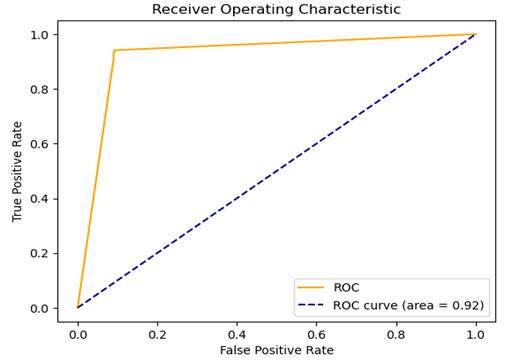 Receiver Operating Characteristic
1.0
0.8
0.6
0.4
0.2
0.0
True Positive Rate
ROC
ROC curve (area = 0.92)
0.0 0.2 0.4 0.6 0.8 1.0
False Positive Rate